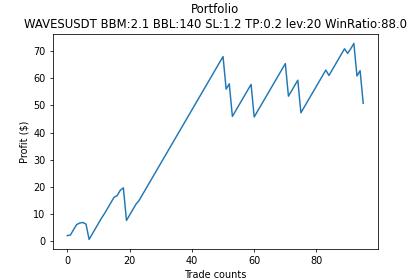 Portfolio
WAVESUSDT BBM:2.1 BBL:140 SL:1.2 TP:0.2 lev:20 WinRatio:88.0
Profit ($)
70
60
50
40
30
20
10
0
0 20 40 60 80
Trade counts